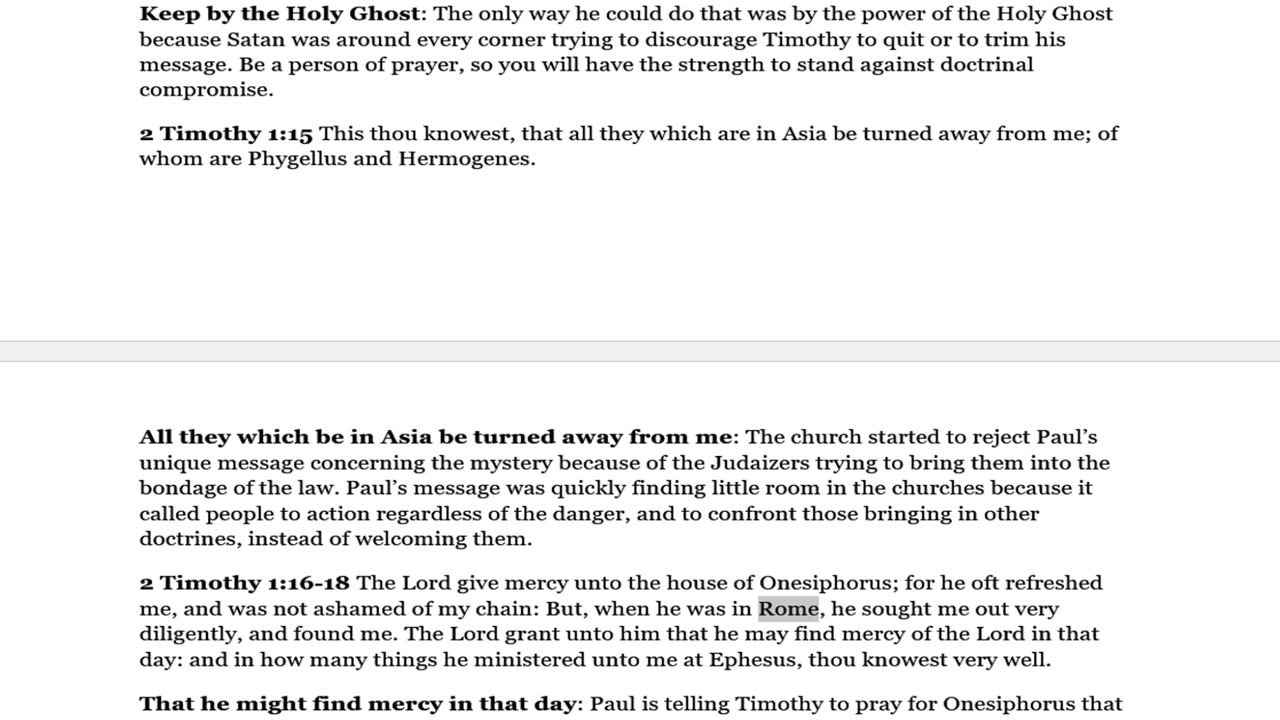 Keep by the Holy Ghost: The only way he could do that was by the power of the Holy Ghost
because Satan was around every corner trying to discourage Timothy to quit or to trim his
message. Be a person of prayer, so you will have the strength to stand against doctrinal
compromise.
2 Timothy 1:15 This thou knowest, that all they which are in Asia be turned away from me; of
whom are Phygellus and Hermogenes.
All they which be in Asia be turned away from me: The church started to reject Paul’s
unique message concerning the mystery because of the Judaizers trying to bring them into the
bondage of the law. Paul’s message was quickly finding little room in the churches because it
called people to action regardless of the danger, and to confront those bringing in other
doctrines, instead of welcoming them.
2 Timothy 1:16-18 The Lord give mercy unto the house of Onesiphorus; for he oft refreshed
me, and was not ashamed of my chain: But, when he was in Rome, he sought me out very
diligently, and found me. The Lord grant unto him that he may find mercy of the Lord in that
day: and in how many things he ministered unto me at Ephesus, thou knowest very well.
That he might find mercy in that day: Paul is telling Timothy to pray for Onesiphorus that